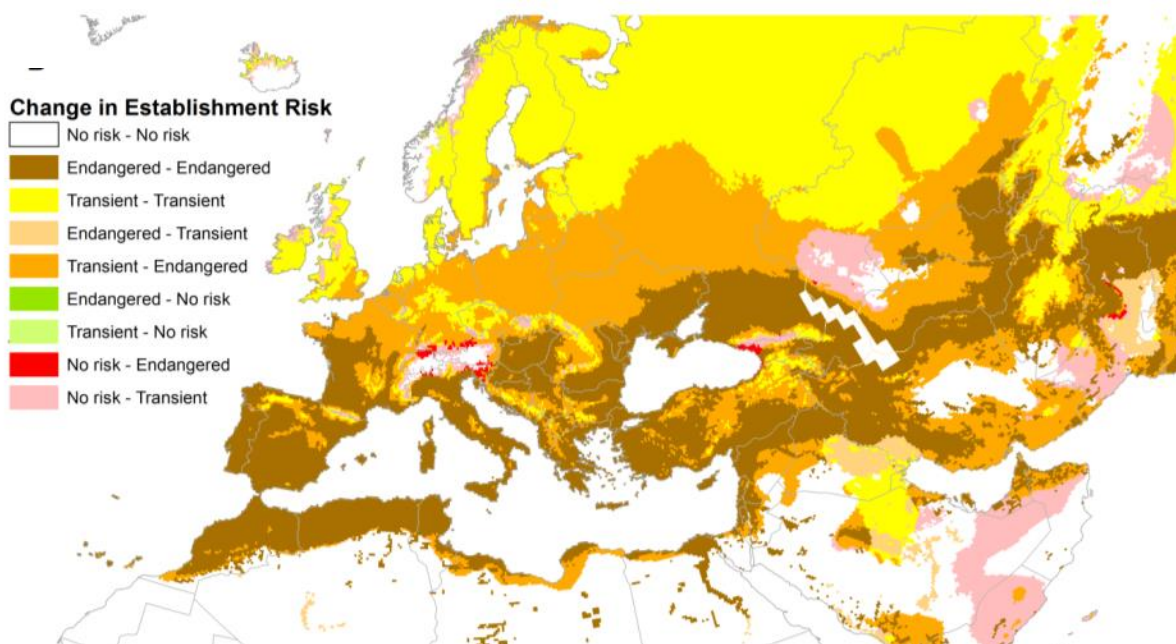 Change in Establishment Risk
No risk - No risk
Endangered - Endangered
Transient - Transient
Endangered - Transient
Transient - Endangered
Endangered - No risk
Transient - No risk
No risk - Endangered
No risk - Transient